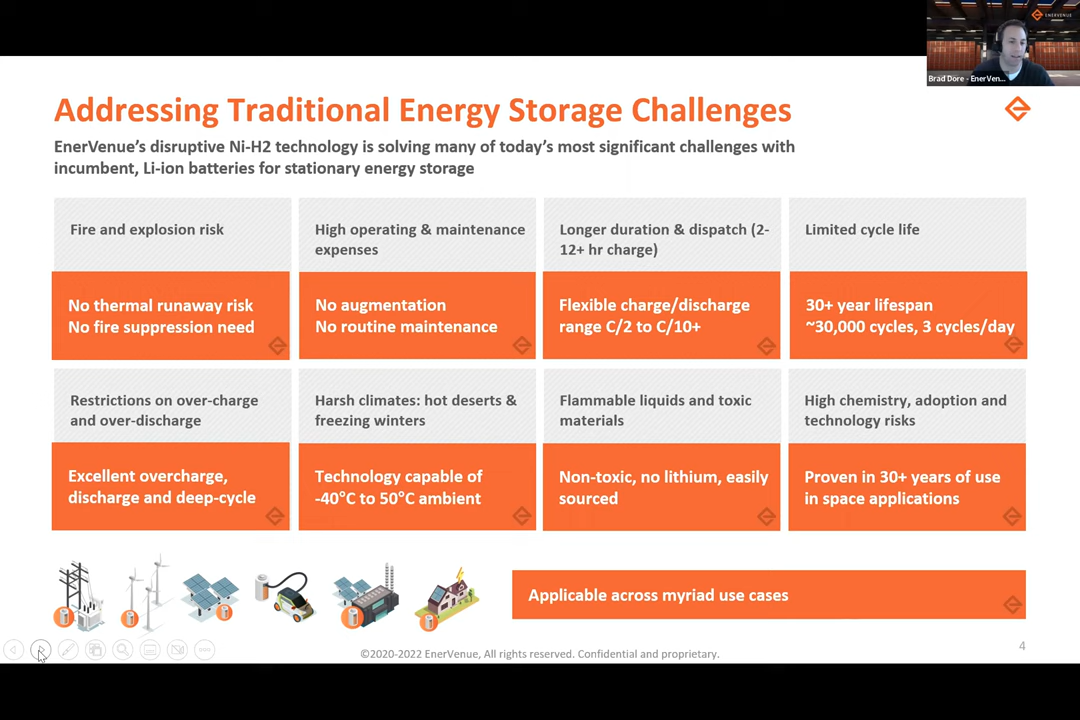 ENERVENUE
Brad Dore - EnerVen...
Addressing Traditional Energy Storage Challenges
EnerVenue's disruptive Ni-H2 technology is solving many of today's most significant challenges with
incumbent, Li-ion batteries for stationary energy storage
Fire and explosion risk
No thermal runaway risk
No fire suppression need
High operating & maintenance
expenses
No augmentation
No routine maintenance
Longer duration & dispatch (2-
12+ hr charge)
Flexible charge/discharge
range C/2 to C/10+
Limited cycle life
30+ year lifespan
~30,000 cycles, 3 cycles/day
Restrictions on over-charge
and over-discharge
Excellent overcharge,
discharge and deep-cycle
Harsh climates: hot deserts &
freezing winters
Technology capable of
-40°C to 50°C ambient
Flammable liquids and toxic
materials
Non-toxic, no lithium, easily
sourced
High chemistry, adoption and
technology risks
Proven in 30+ years of use
in space applications
Applicable across myriad use cases
©2020-2022 EnerVenue, All rights reserved. Confidential and proprietary.
4